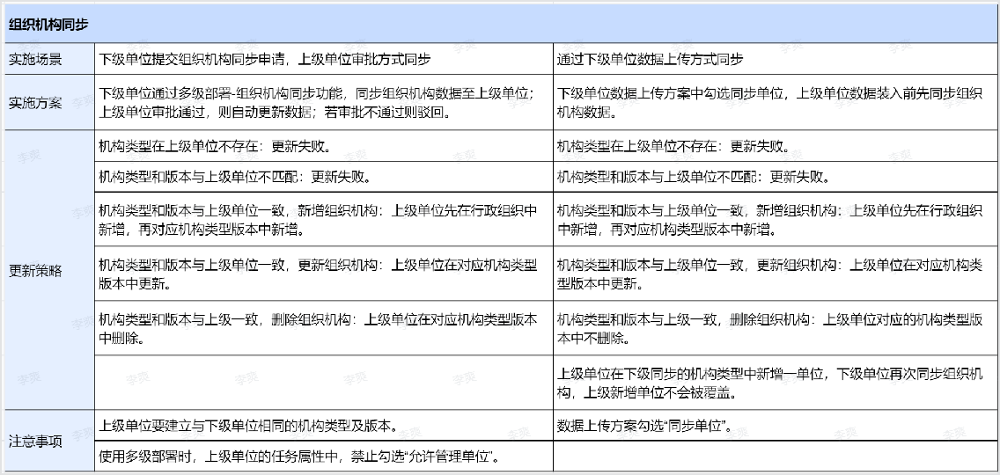 组织机构同步
实施场景
下级单位提交组织机构同步申请，上级单位审批方式同步
通过下级单位数据上传方式同步
实施方案
下级单位通过多级部署-组织机构同步功能，同步组织机构数据至上级单位；
上级单位审批通过，则自动更新数据；若审批不通过则驳回。
下级单位数据上传方案中勾选同步单位，上级单位数据装入前先同步组织
机构数据。
更新策略
机构类型在上级单位不存在：更新失败。
机构类型在上级单位不存在：更新失败。
机构类型和版本与上级单位不匹配：更新失败。
机构类型和版本与上级单位不匹配：更新失败。
机构类型和版本与上级单位一致，新增组织机构：上级单位先在行政组织中
新增，再对应机构类型版本中新增。
机构类型和版本与上级单位一致，新增组织机构：上级单位先在行政组织
中新增，再对应机构类型版本中新增。
机构类型和版本与上级单位一致，更新组织机构：上级单位在对应机构类型
版本中更新。
机构类型和版本与上级单位一致，更新组织机构：上级单位在对应机构类
型版本中更新。
机构类型和版本与上级一致，删除组织机构：上级单位在对应机构类型版本
中删除。
机构类型和版本与上级一致，删除组织机构：上级单位对应的机构类型版
本中不删除。
上级单位在下级同步的机构类型中新增一单位，下级单位再次同步组织机
构，上级新增单位不会被覆盖。
注意事项
上级单位要建立与下级单位相同的机构类型及版本。
数据上传方案勾选“同步单位”。
使用多级部署时，上级单位的任务属性中，禁止勾选“允许管理单位”。
李爽